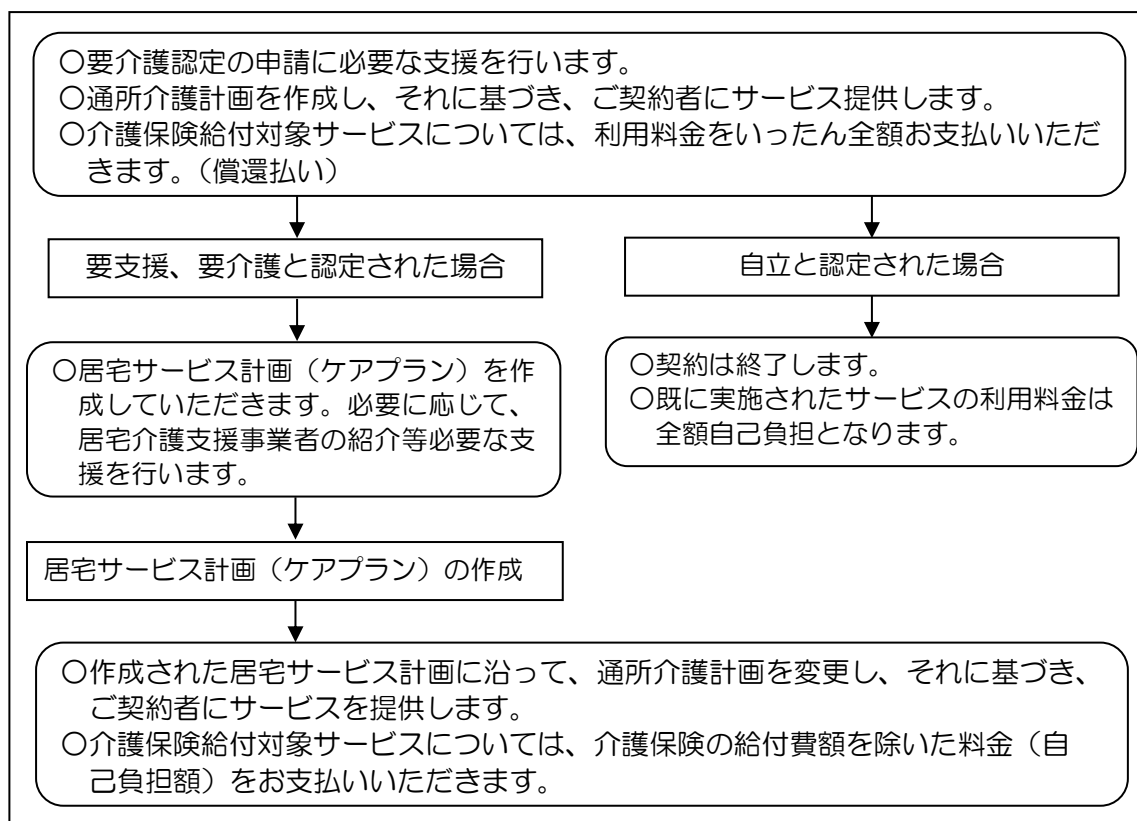 〇要介護認定の申請に必要な支援を行います。
〇通所介護計画を作成し、それに基づき、ご契約者にサービス提供します。
〇介護保険給付対象サービスについては、利用料金をいったん全額お支払いいただ
きます。（償還払い）
要支援、要介護と認定された場合
自立と認定された場合
〇居宅サービス計画（ケアプラン）を作
成していただきます。必要に応じて、
居宅介護支援事業者の紹介等必要な支
援を行います。
〇契約は終了します。
〇既に実施されたサービスの利用料金は
全額自己負担となります。
居宅サービス計画（ケアプラン）の作成
〇作成された居宅サービス計画に沿って、通所介護計画を変更し、それに基づき、
ご契約者にサービスを提供します。
〇介護保険給付対象サービスについては、介護保険の給付費額を除いた料金（自
己負担額）をお支払いいただきます。